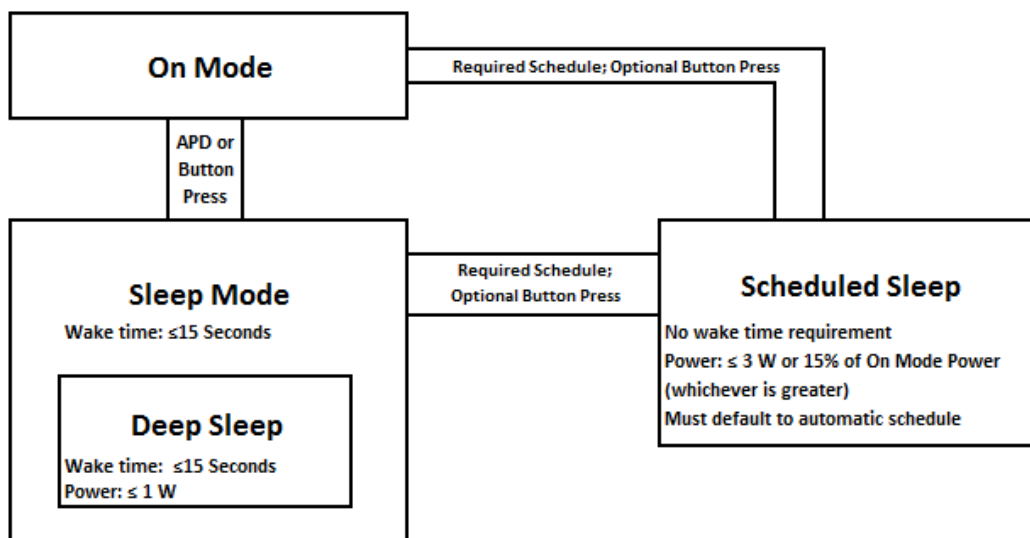 On Mode
Required Schedule; Optional Button Press
APD or
Button
Press
Sleep Mode
Wake time: ≤15 Seconds
Deep Sleep
Wake time:  ≤15 Seconds
Power: ≤ 1 W
Required Schedule;
Optional Button Press
Scheduled Sleep
No wake time requirement
Power: ≤ 3 W or 15% of On Mode Power
(whichever is greater)
Must default to automatic schedule